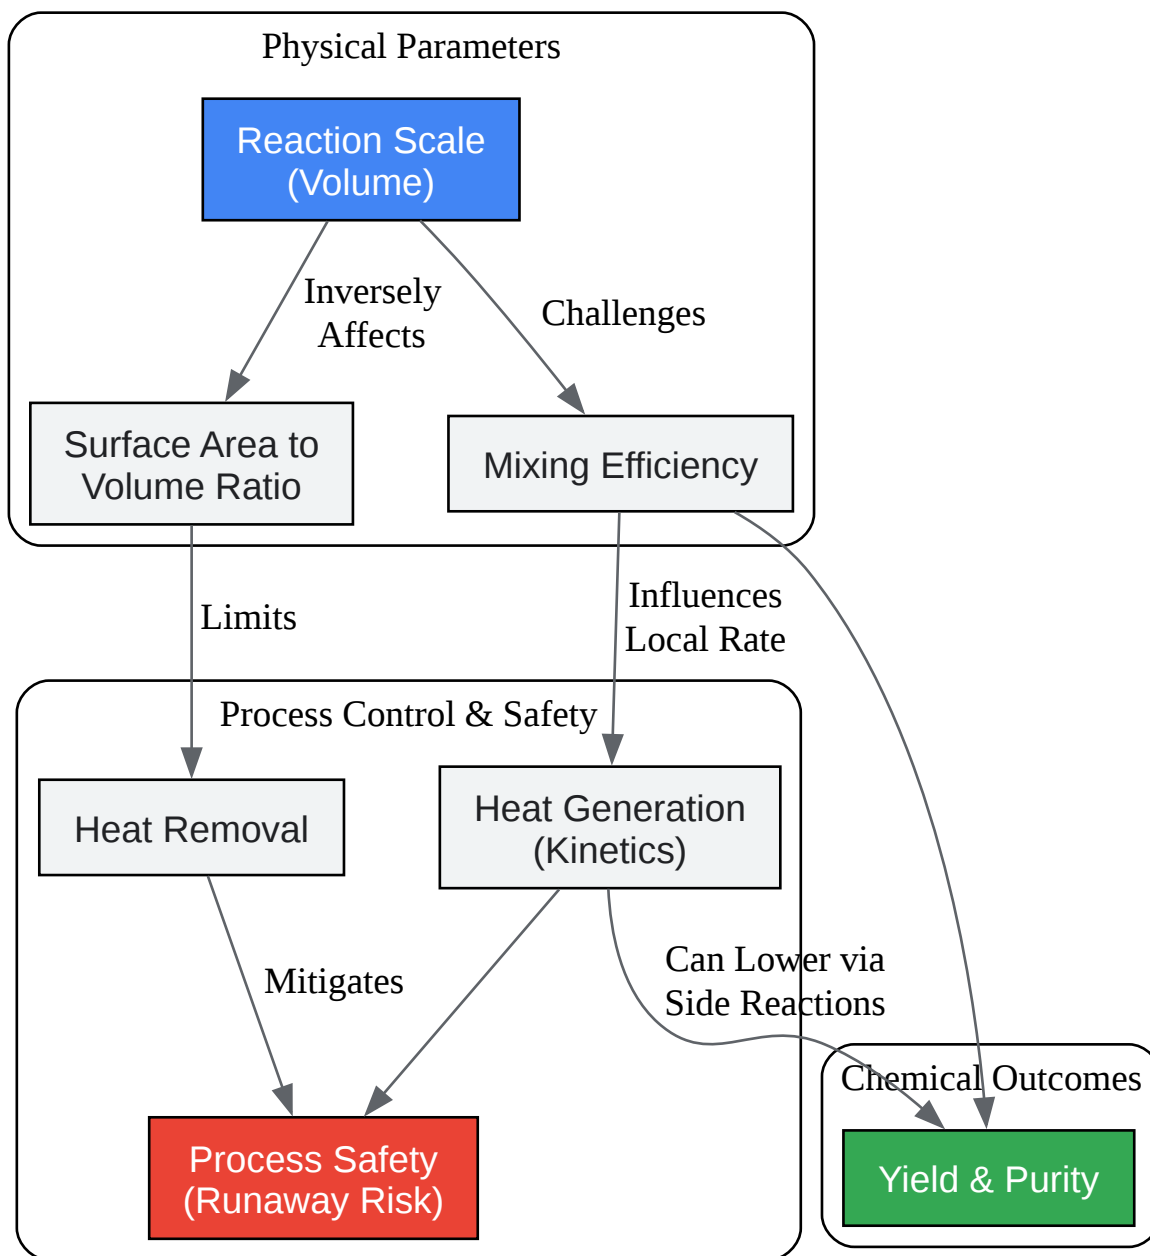 Physical Parameters
Reaction Scale
(Volume)
Inversely
Affects
Challenges
Surface Area to
Volume Ratio
Mixing Efficiency
Limits
Influences
Local Rate
Process Control & Safety
Heat Removal
Heat Generation
(Kinetics)
Mitigates
Can Lower via
Side Reactions
Chemical Outcomes
Process Safety
(Runaway Risk)
Yield & Purity